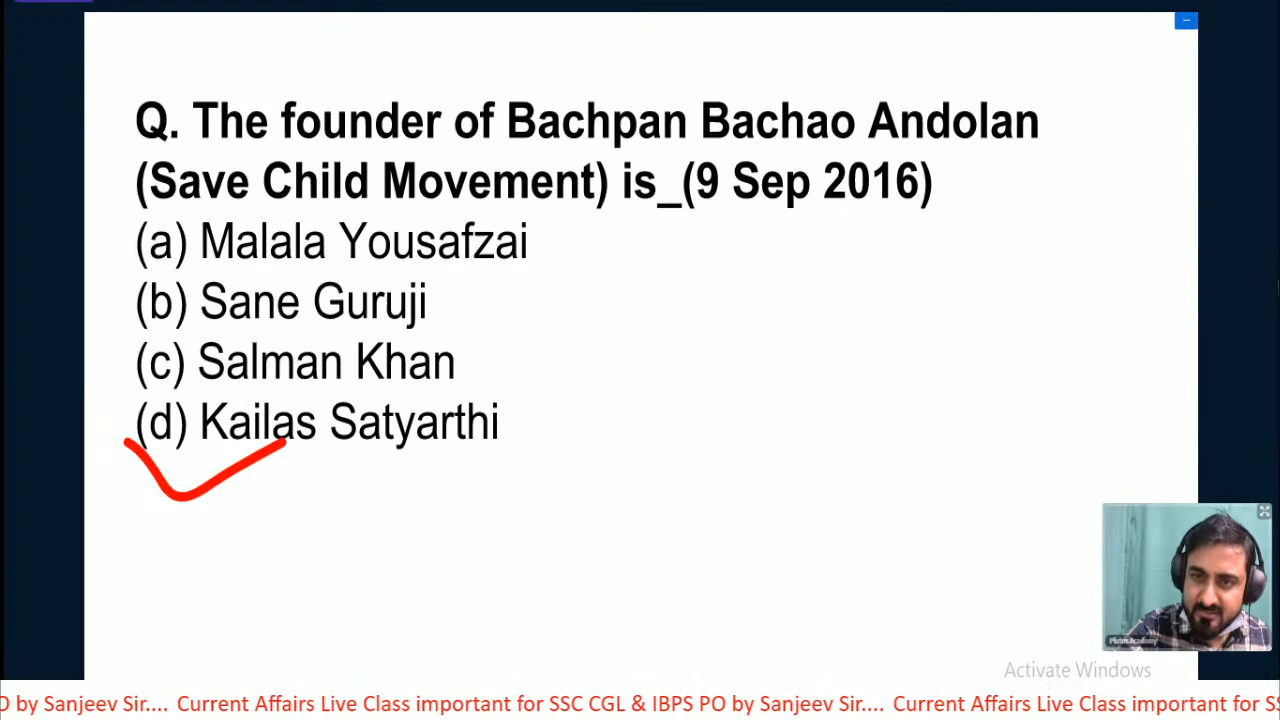 Q. The founder of Bachpan Bachao Andolan
(Save Child Movement) is_(9 Sep 2016)
(a) Malala Yousafzai
(b) Sane Guruji
(c) Salman Khan
(d) Kailas Satyarthi
Activate Windows
O by Sanjeev Sir.... Current Affairs Live Class important for SSC CGL & IBPS PO by Sanjeev Sir.... Current Affairs Live Class important for S